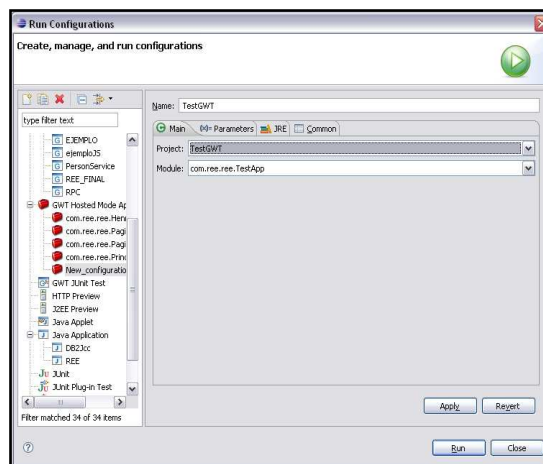 Run Configurations
Create, manage, and run configurations
type filter text
EJEMPLO
ejemploJS
PersonService
REE_FINAL
RPC
GWT Hosted Mode Ap
com.ree.ree.Henr
com.ree.ree.Pagi
com.ree.ree.Pagi
com.ree.ree.Princ
New_configuratio
GWT JUnit Test
HTTP Preview
J2EE Preview
Java Applet
Java Application
DB2Jcc
REE
JUnit
JUnit Plug-in Test
Filter matched 34 of 34 items
Name: TestGWT
Main Parameters JRE Common
Project: TestGWT
Module: com.ree.ree.TestApp
Apply Revert
Run Close